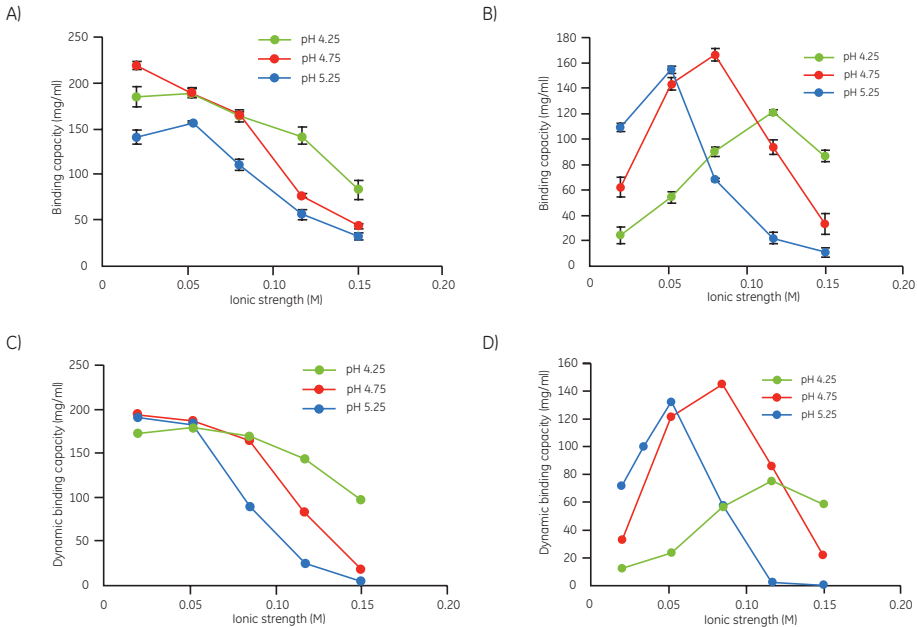 A)
Binding capacity (mg/ml)
250
200
150
100
50
0
0
0.05
0.10
0.15
0.20
Ionic strength (M)
pH 4.25
pH 4.75
pH 5.25
B)
Binding capacity (mg/ml)
180
160
140
120
100
80
60
40
20
0
0
0.05
0.10
0.15
0.20
Ionic strength (M)
pH 4.25
pH 4.75
pH 5.25
C)
Dynamic binding capacity (mg/ml)
250
200
150
100
50
0
0
0.05
0.10
0.15
0.20
Ionic strength (M)
pH 4.25
pH 4.75
pH 5.25
D)
Dynamic binding capacity (mg/ml)
160
140
120
100
80
60
40
20
0
0
0.05
0.10
0.15
0.20
Ionic strength (M)
pH 4.25
pH 4.75
pH 5.25